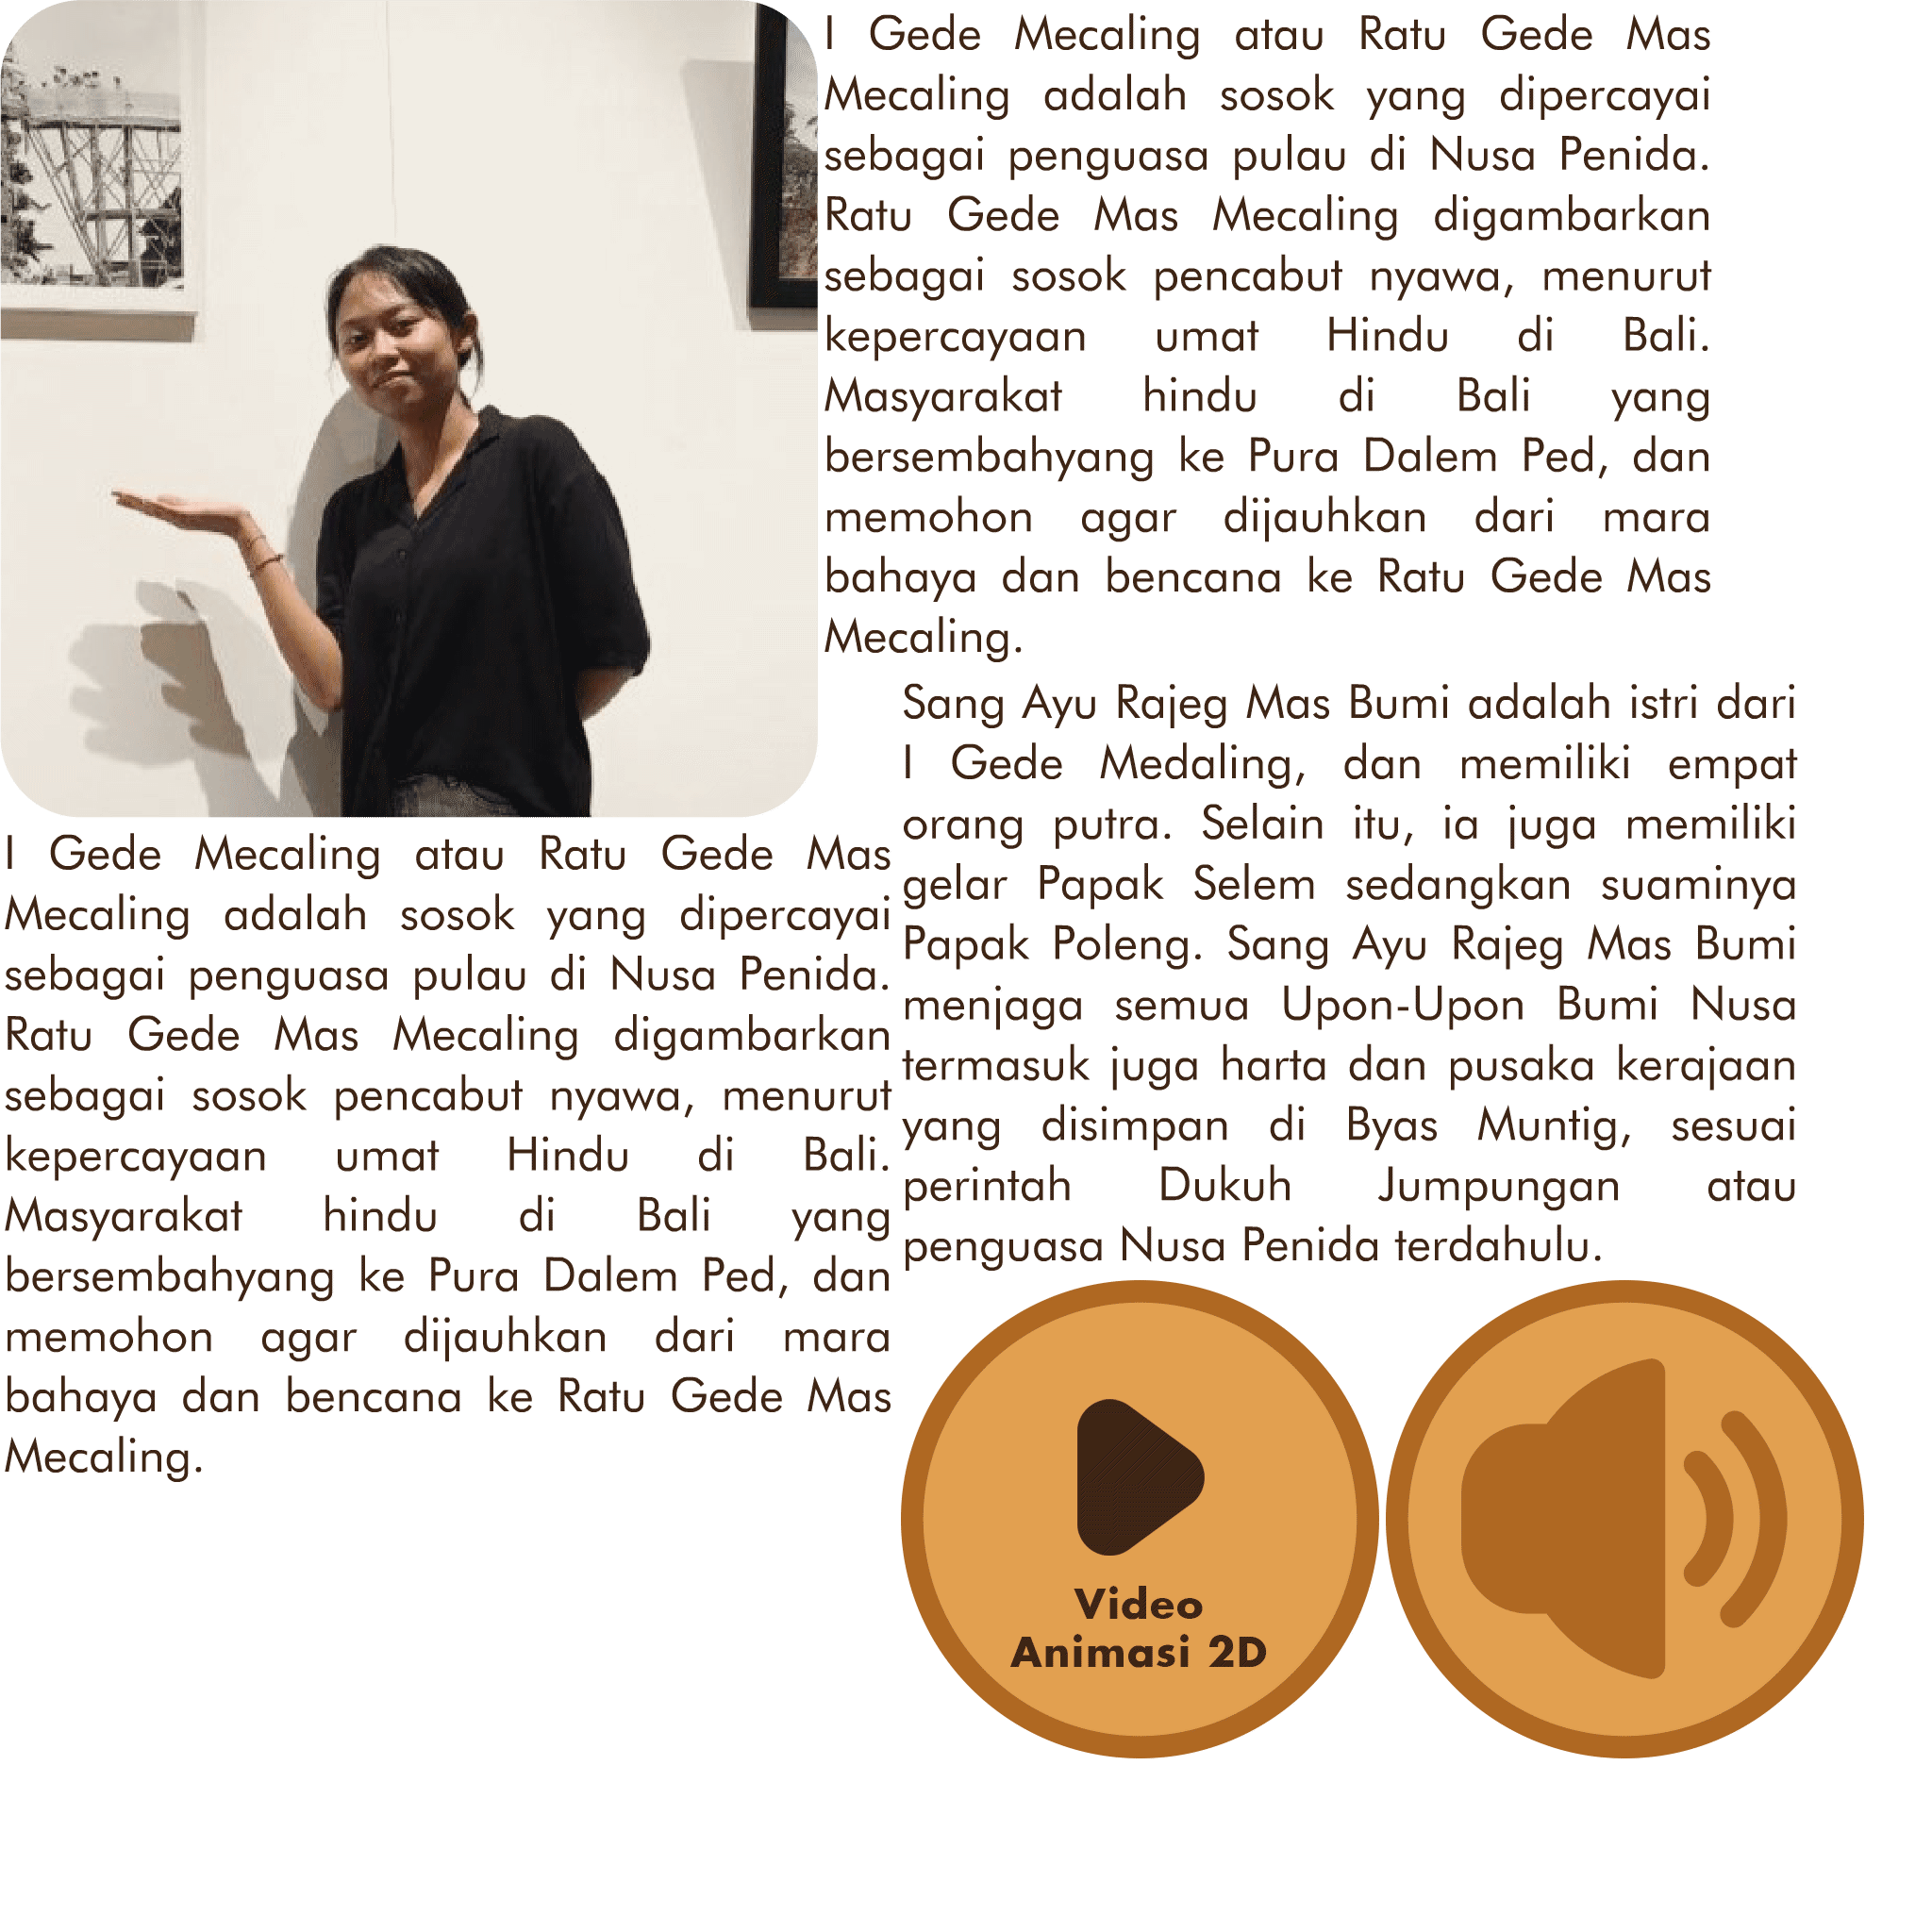 I Gede Mecaling atau Ratu Gede Mas
Mecaling adalah sosok yang dipercayai
sebagai penguasa pulau di Nusa Penida.
Ratu Gede Mas Mecaling digambarkan
sebagai sosok pencabut nyawa, menurut
kepercayaan umat Hindu di Bali.
Masyarakat hindu di Bali yang
bersembahyang ke Pura Dalem Ped, dan
memohon agar dijauhkan dari mara
bahaya dan bencana ke Ratu Gede Mas
Mecaling.
Sang Ayu Rajeg Mas Bumi adalah istri dari
I Gede Medaling, dan memiliki empat
orang putra. Selain itu, ia juga memiliki
gelar Papak Selem sedangkan suaminya
Papak Poleng. Sang Ayu Rajeg Mas Bumi
menjaga semua Upon-Upon Bumi Nusa
termasuk juga harta dan pusaka kerajaan
yang disimpan di Byas Muntig, sesuai
perintah Dukuh Jumpungan atau
penguasa Nusa Penida terdahulu.
I Gede Mecaling atau Ratu Gede Mas
Mecaling adalah sosok yang dipercayai
sebagai penguasa pulau di Nusa Penida.
Ratu Gede Mas Mecaling digambarkan
sebagai sosok pencabut nyawa, menurut
kepercayaan umat Hindu di Bali.
Masyarakat hindu di Bali yang
bersembahyang ke Pura Dalem Ped, dan
memohon agar dijauhkan dari mara
bahaya dan bencana ke Ratu Gede Mas
Mecaling.
Video
Animasi 2D